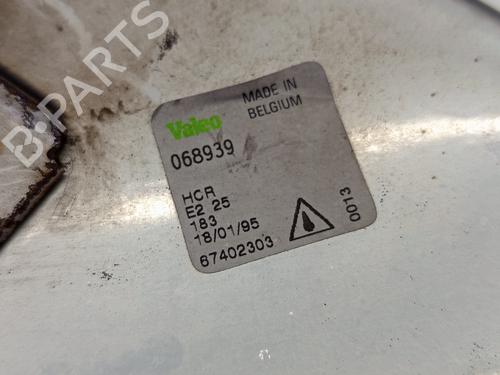 B-Parts
Valeo
MADE IN
BELGIUM
068939
HCR
E2 25
183
18/01/95
67402303
0013